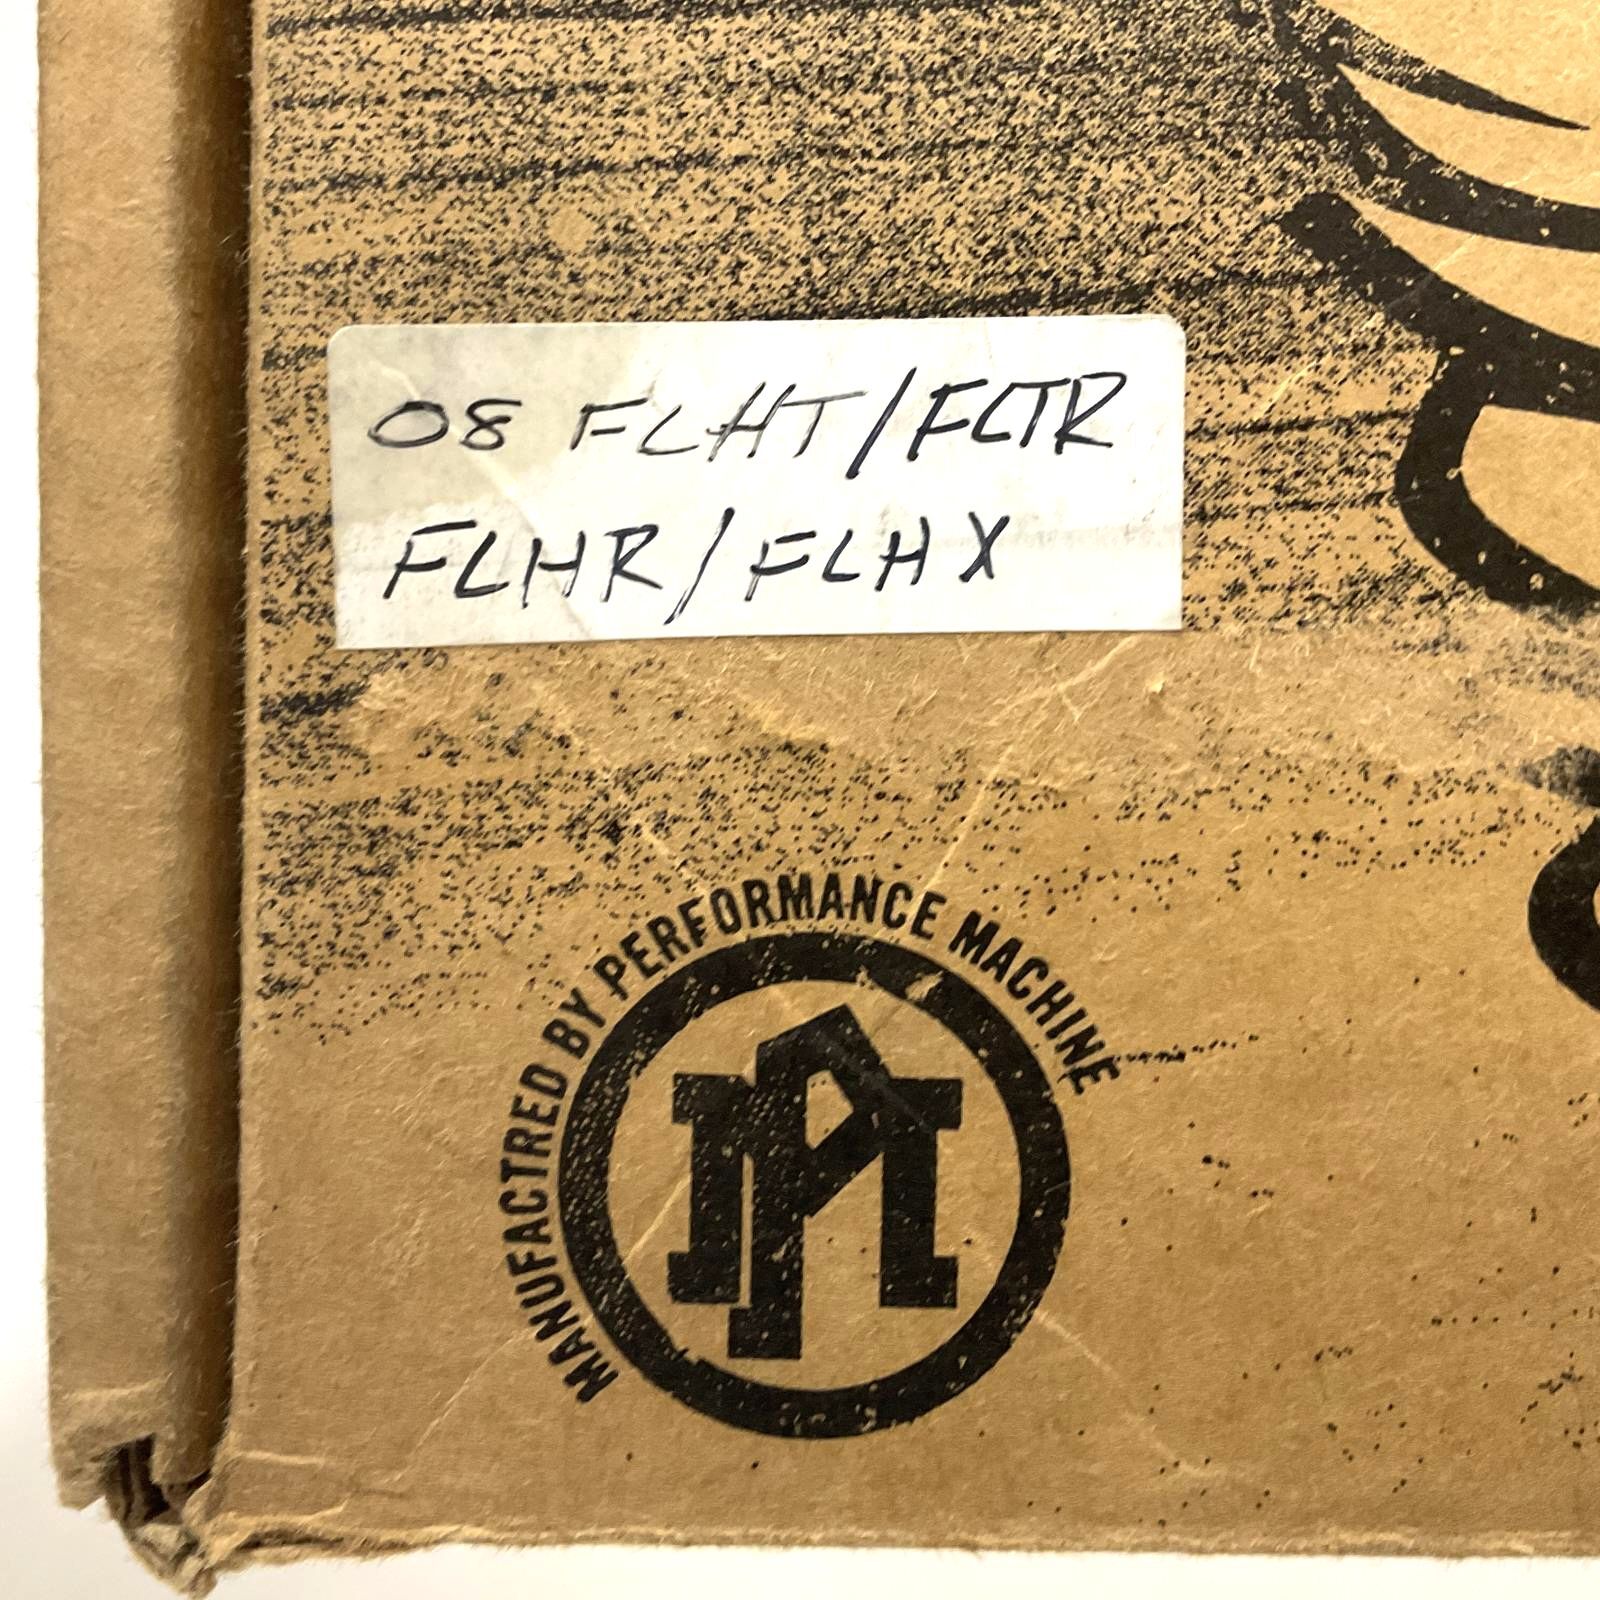 08 FLHT/FLTR
FLHR/FLHX
MANUFACTRED BY PERFORMANCE MACHINE
PM